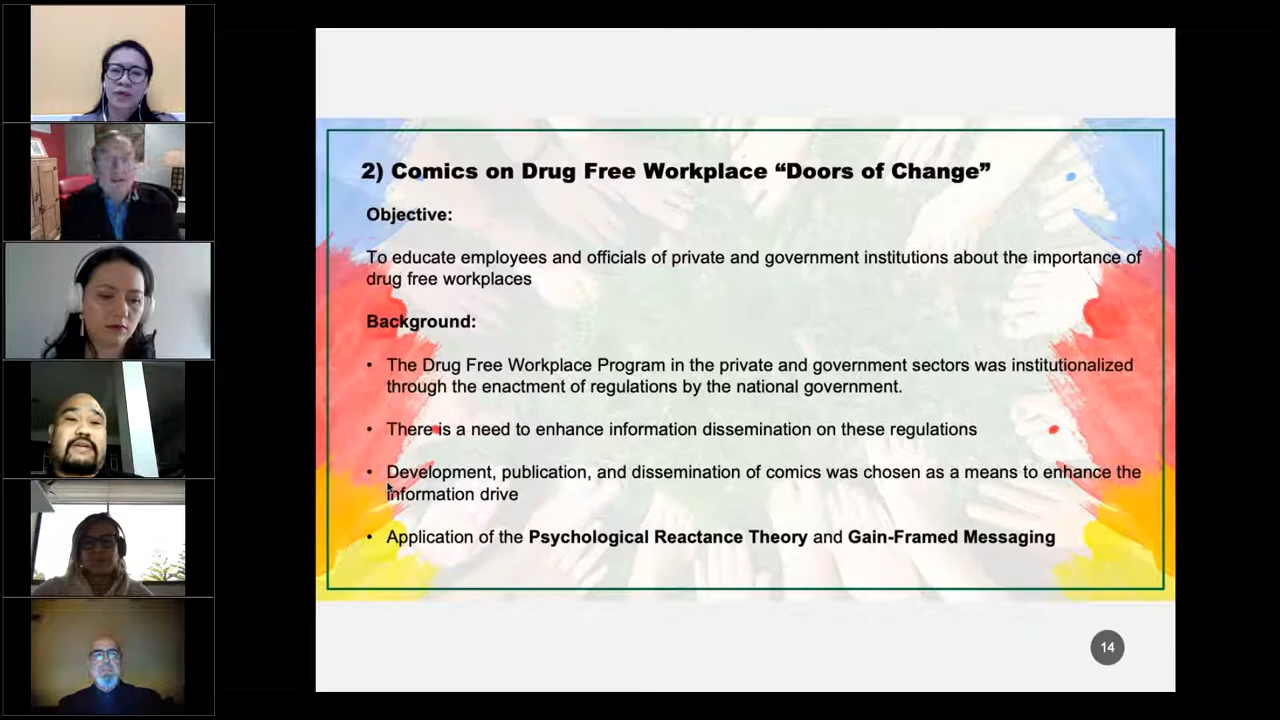 2) Comics on Drug Free Workplace “Doors of Change”
Objective:
To educate employees and officials of private and government institutions about the importance of
drug free workplaces
Background:
• The Drug Free Workplace Program in the private and government sectors was institutionalized
through the enactment of regulations by the national government.
• There is a need to enhance information dissemination on these regulations
• Development, publication, and dissemination of comics was chosen as a means to enhance the
information drive
• Application of the Psychological Reactance Theory and Gain-Framed Messaging
14